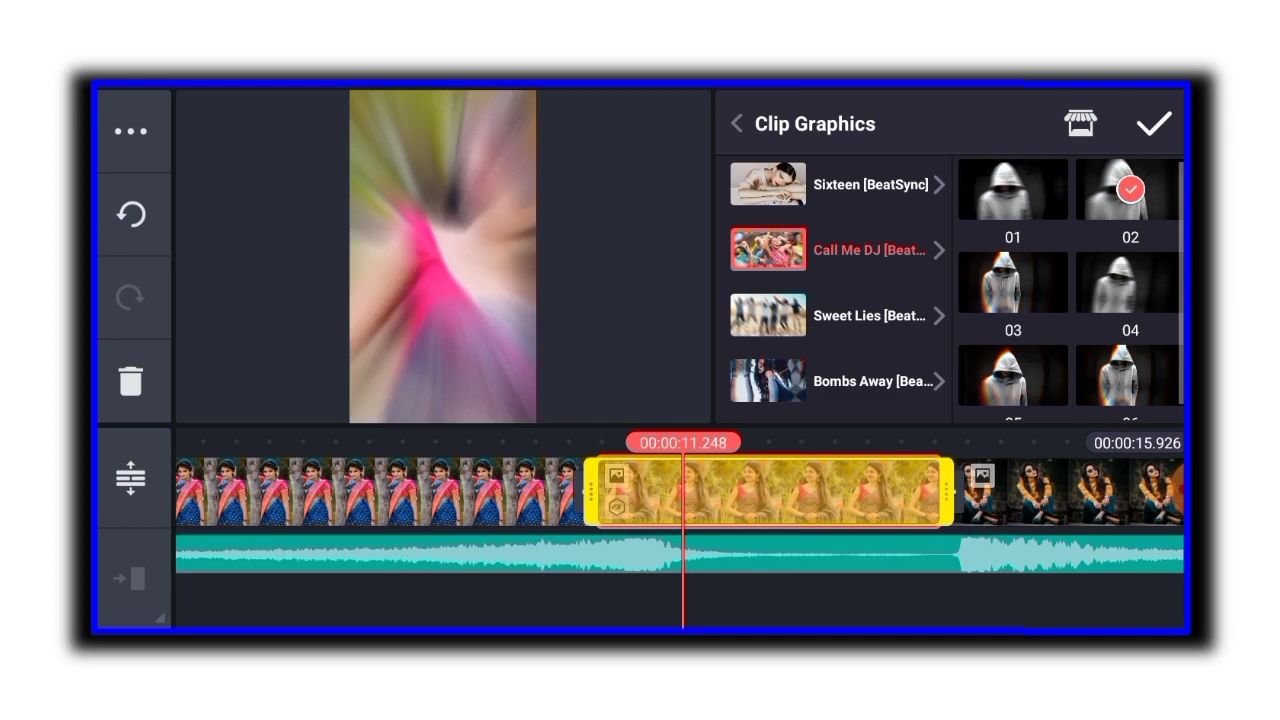 Clip Graphics
Sixteen [BeatSync]
Call Me DJ [Beat...
Sweet Lies [Beat...
Bombs Away [Bea...
01
02
03
04
00:00:11.248
00:00:15.926